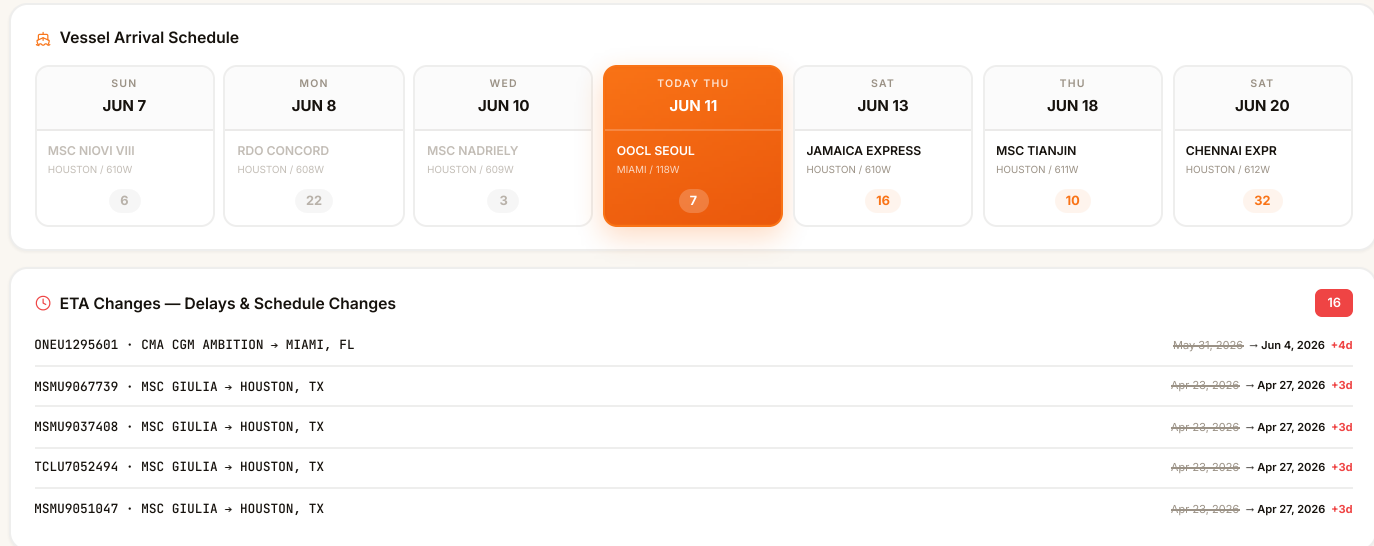 Vessel Arrival Schedule
SUN
JUN 7
MSC NIOVI VIII
HOUSTON / 610W
6
MON
JUN 8
RDO CONCORD
HOUSTON / 608W
22
WED
JUN 10
MSC NADRIELY
HOUSTON / 609W
3
TODAY THU
JUN 11
OOCL SEOUL
MIAMI / 118W
7
SAT
JUN 13
JAMAICA EXPRESS
HOUSTON / 610W
16
THU
JUN 18
MSC TIANJIN
HOUSTON / 611W
10
SAT
JUN 20
CHENNAI EXPR
HOUSTON / 612W
32
ETA Changes — Delays & Schedule Changes 16
ONEU1295601 · CMA CGM AMBITION → MIAMI, FL May 31, 2026 → Jun 4, 2026 +4d
MSMU9067739 · MSC GIULIA → HOUSTON, TX Apr 23, 2026 → Apr 27, 2026 +3d
MSMU9037408 · MSC GIULIA → HOUSTON, TX Apr 23, 2026 → Apr 27, 2026 +3d
TCLU7052494 · MSC GIULIA → HOUSTON, TX Apr 23, 2026 → Apr 27, 2026 +3d
MSMU9051047 · MSC GIULIA → HOUSTON, TX Apr 23, 2026 → Apr 27, 2026 +3d